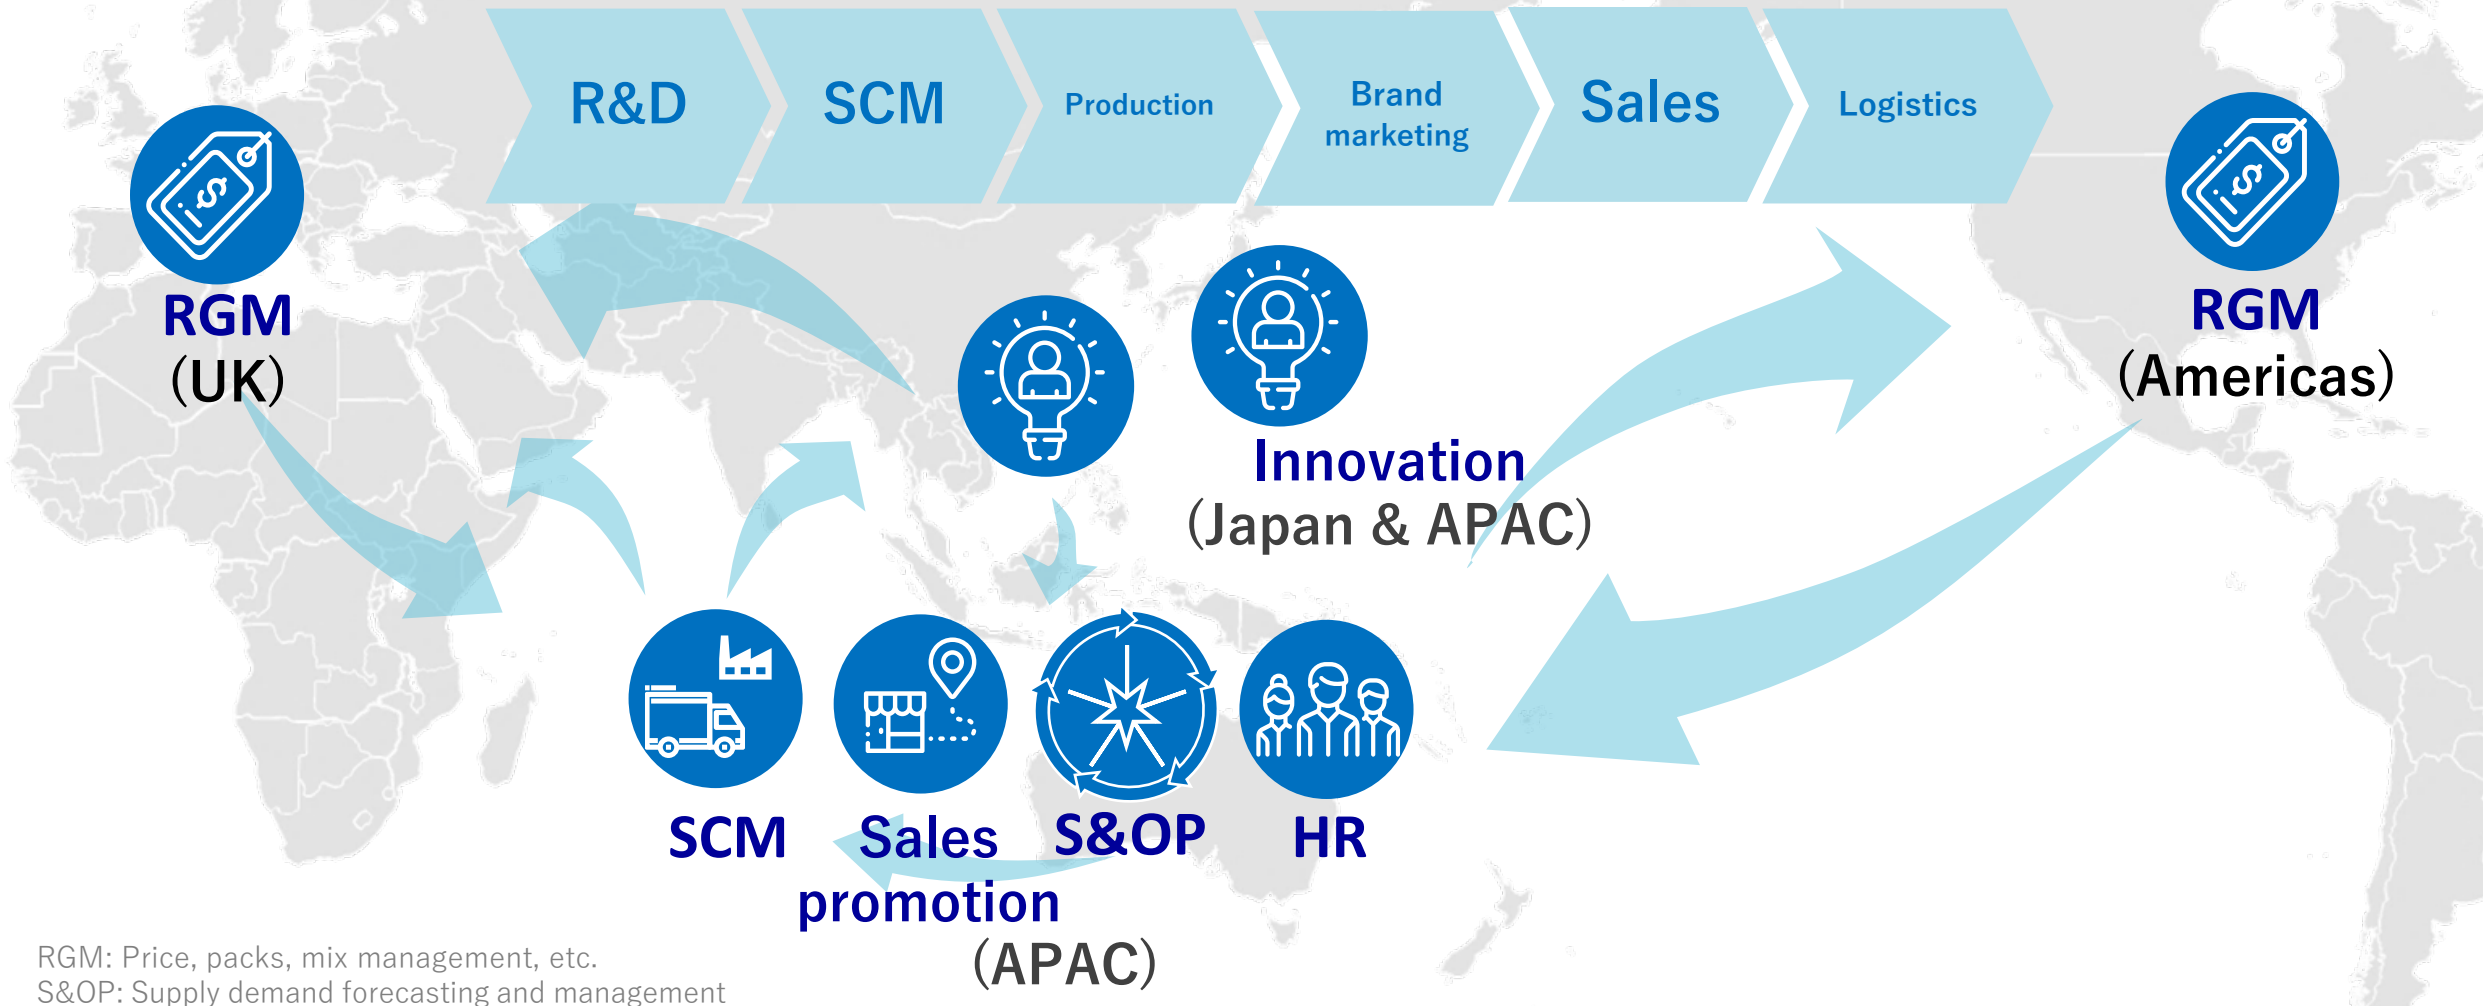 R&D
SCM
Production
Brand
marketing
Sales
Logistics
$
RGM
(UK)
$
RGM
(Americas)
Innovation
(Japan & APAC)
SCM
Sales
promotion
S&OP
HR
(APAC)
RGM: Price, packs, mix management, etc.
S&OP: Supply demand forecasting and management